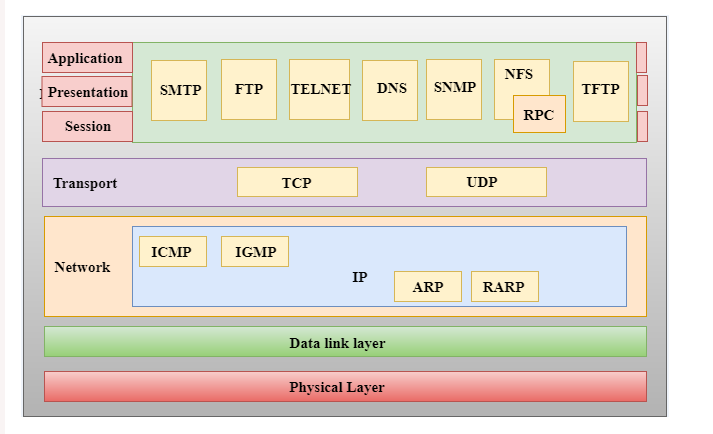 Application
Presentation
Session
SMTP
FTP
TELNET
DNS
SNMP
NFS
RPC
TFTP
Transport
TCP
UDP
Network
ICMP
IGMP
IP
ARP
RARP
Data link layer
Physical Layer